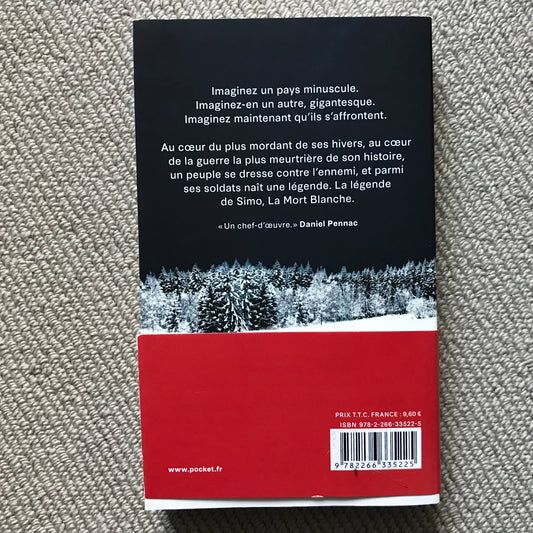 Imaginez un pays minuscule.
Imaginez-en un autre, gigantesque.
Imaginez maintenant qu'ils s'affrontent.
Au cœur du plus mordant de ses hivers, au cœur
de la guerre la plus meurtrière de son histoire,
un peuple se dresse contre l'ennemi, et parmi
ses soldats naît une légende. La légende
de Simo, La Mort Blanche.
« Un chef-d'œuvre. » Daniel Pennac
PRIX T.T.C. FRANCE : 9,60 €
ISBN 978-2-266-33522-5
9 782266 335225
www.pocket.fr